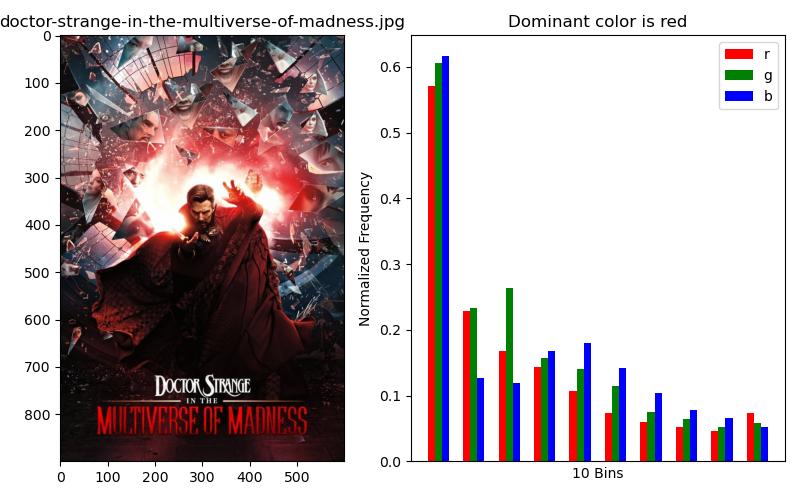 doctor-strange-in-the-multiverse-of-madness.jpg
0
100
200
300
400
500
600
700
800
0 100 200 300 400 500
DOCTOR STRANGE
IN THE
MULTIVERSE OF MADNESS
Dominant color is red
r
g
b
Normalized Frequency
0.6
0.5
0.4
0.3
0.2
0.1
0.0
10 Bins